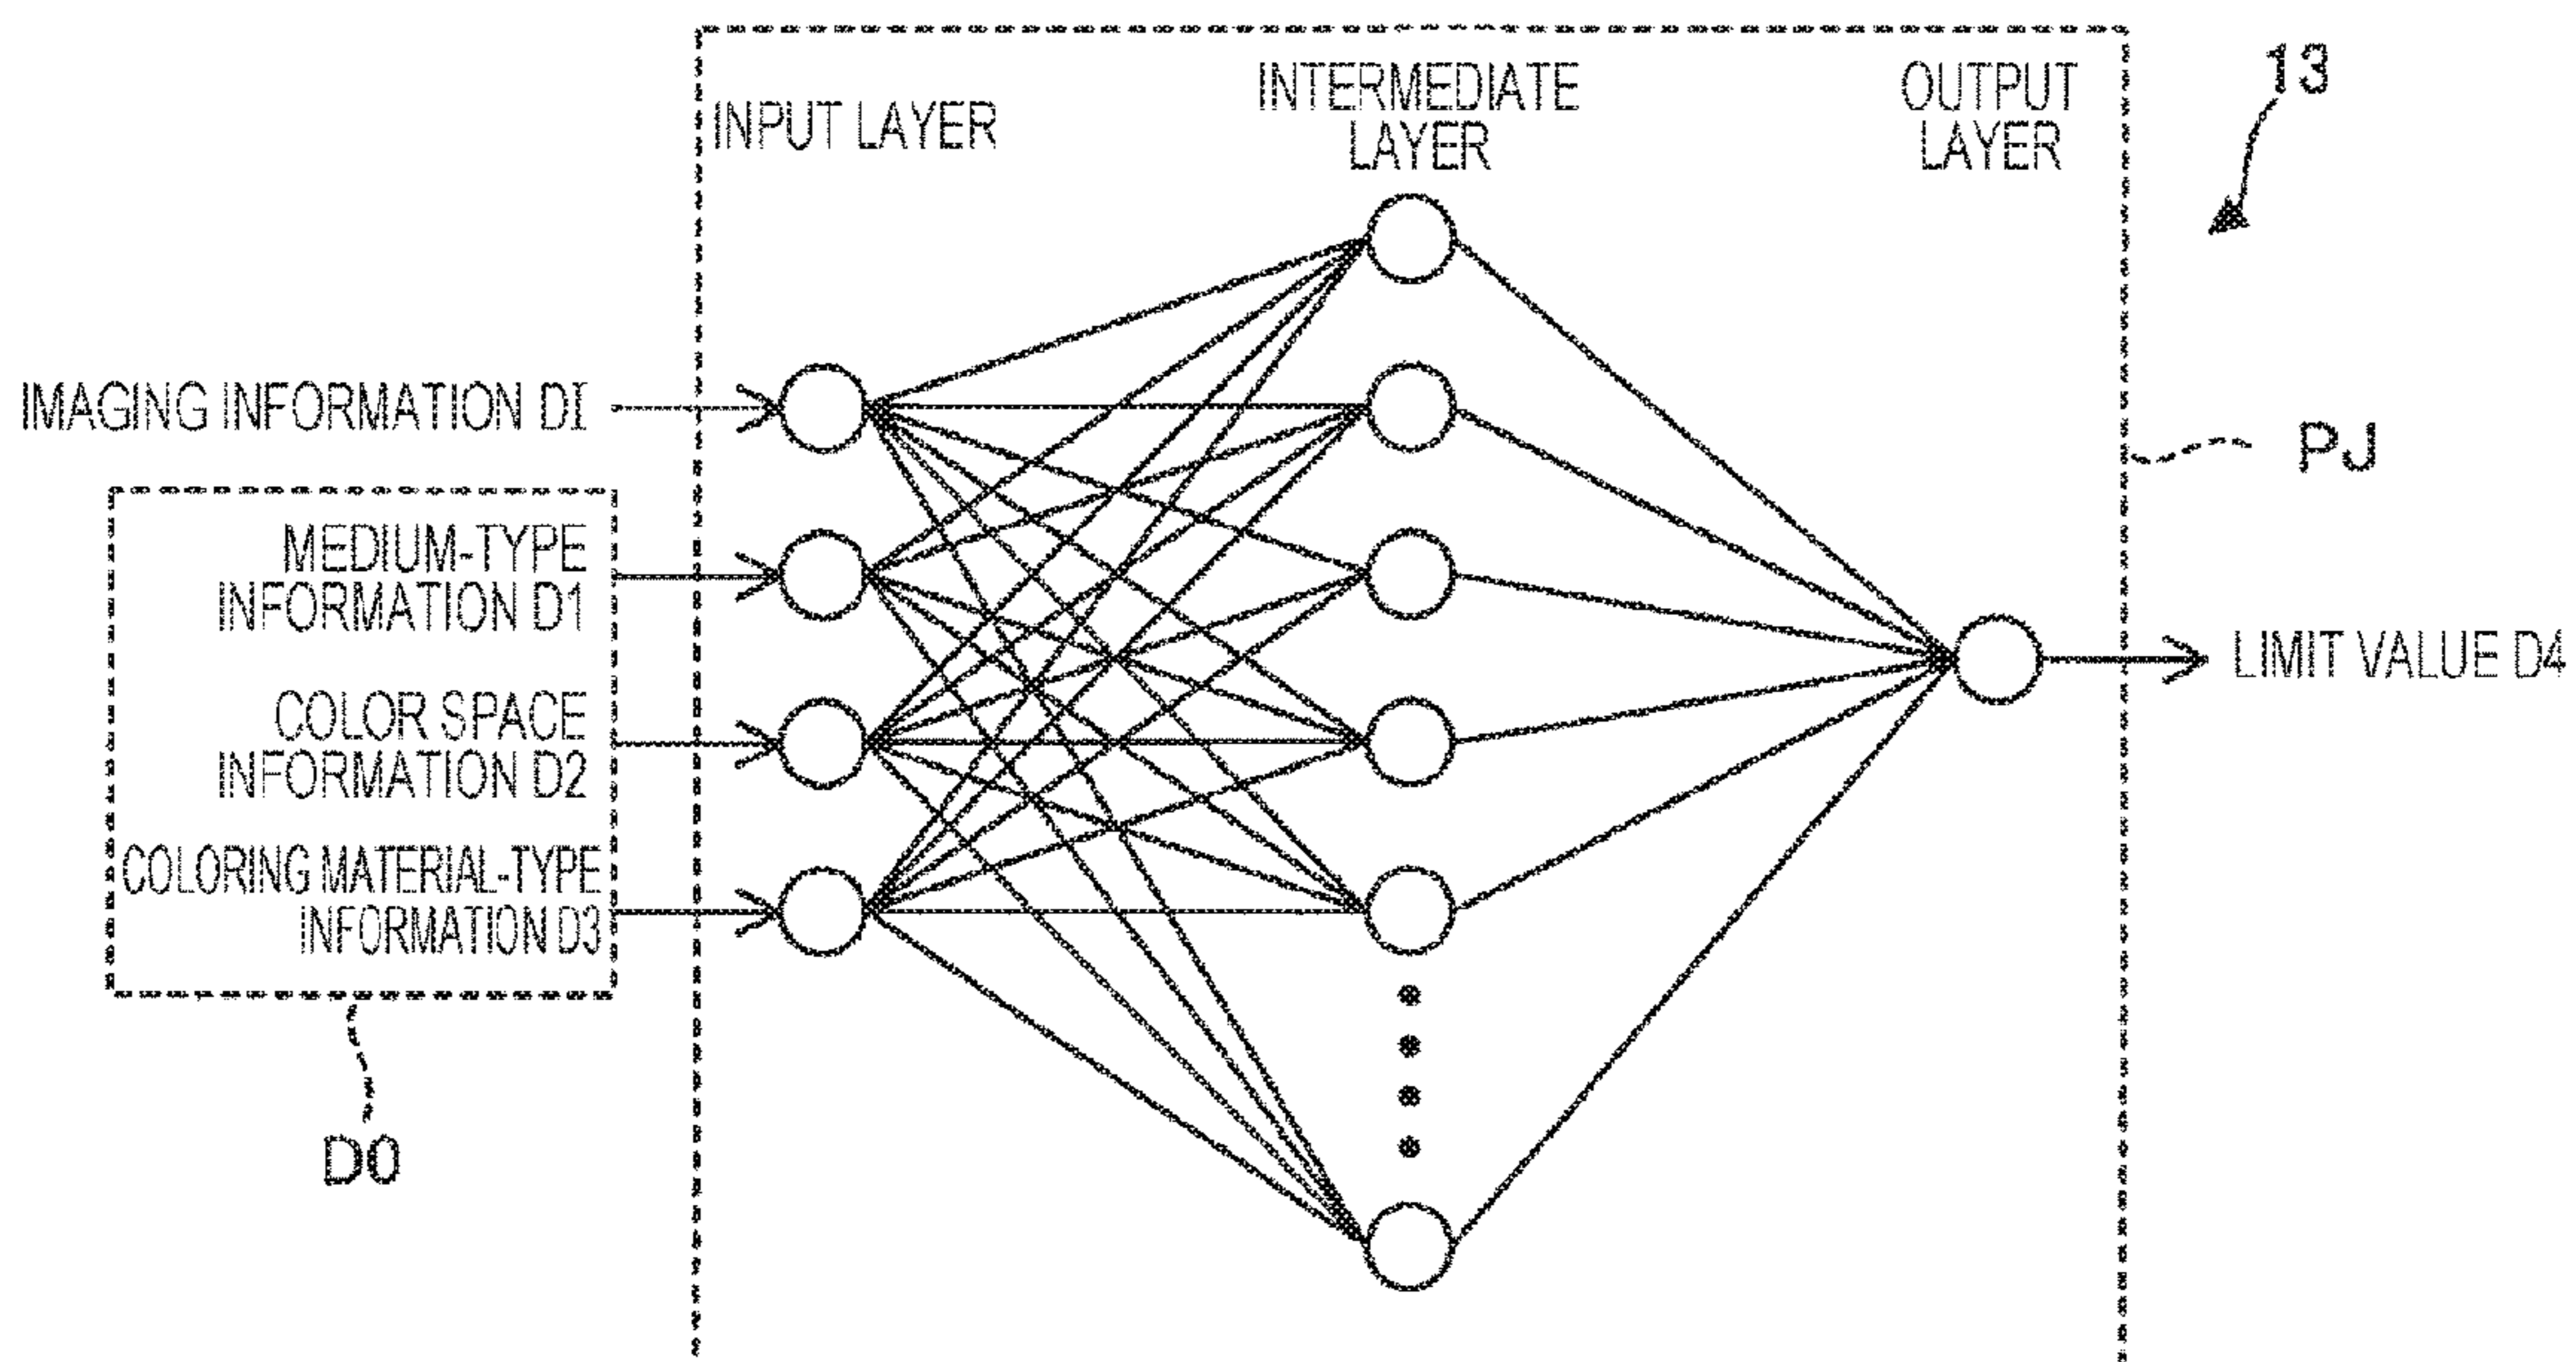 INPUT LAYER
INTERMEDIATE
LAYER
OUTPUT
LAYER
13
IMAGING INFORMATION DI
PJ
MEDIUM-TYPE
INFORMATION D1
COLOR SPACE
INFORMATION D2
COLORING MATERIAL-TYPE
INFORMATION D3
D0
LIMIT VALUE D4